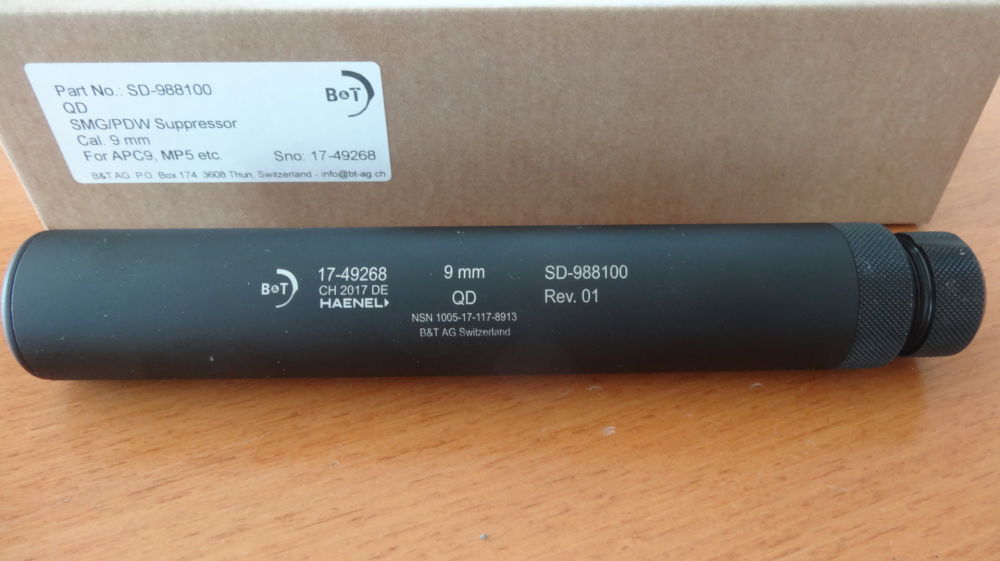 Part No.: SD-988100
B&T
QD
SMG/PDW Suppressor
Cal. 9 mm
For APC9, MP5 etc. Sno: 17-49268
B&T AG P.O. Box 174 3608 Thun, Switzerland - info@bt-ag.ch
B&T
17-49268
CH 2017 DE
HAENEL
9 mm
QD
NSN 1005-17-117-8913
B&T AG Switzerland
SD-988100
Rev. 01